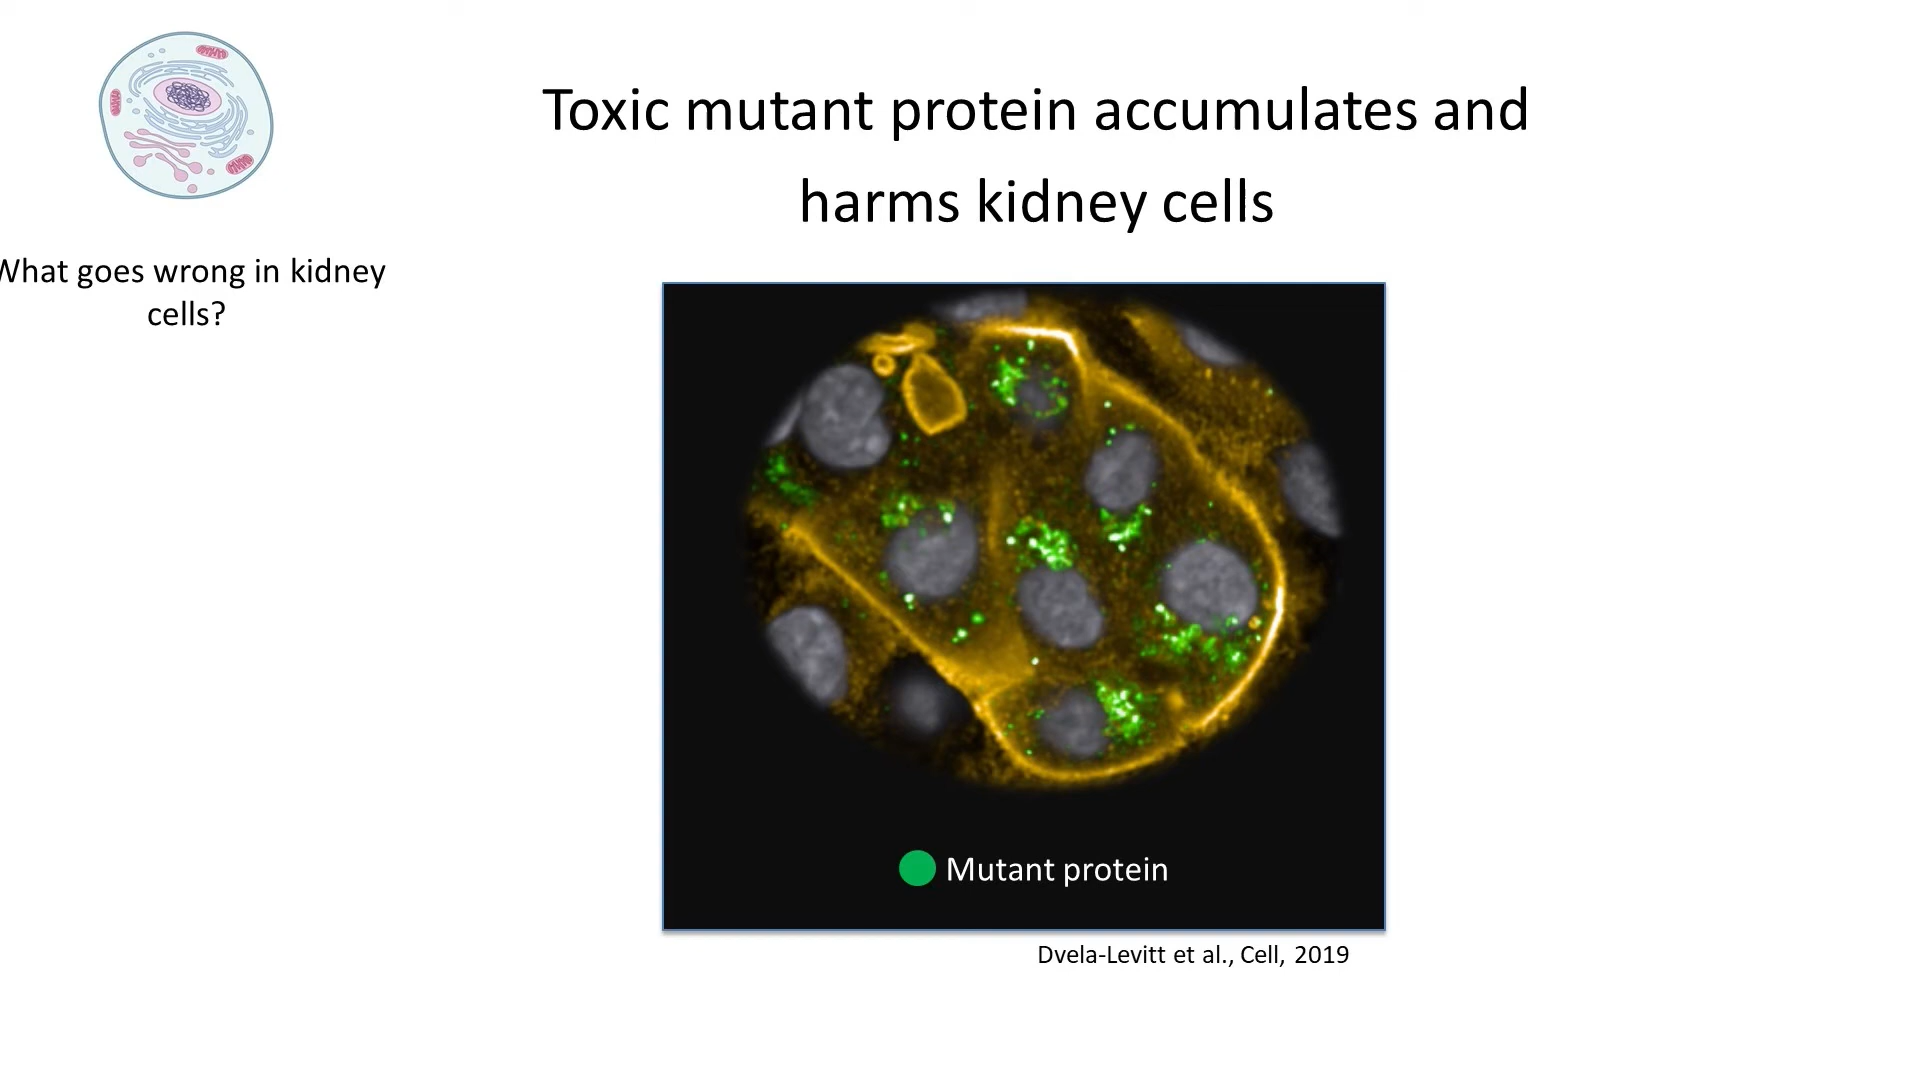 Toxic mutant protein accumulates and
harms kidney cells
What goes wrong in kidney
cells?
Mutant protein
Dvela-Levitt et al., Cell, 2019